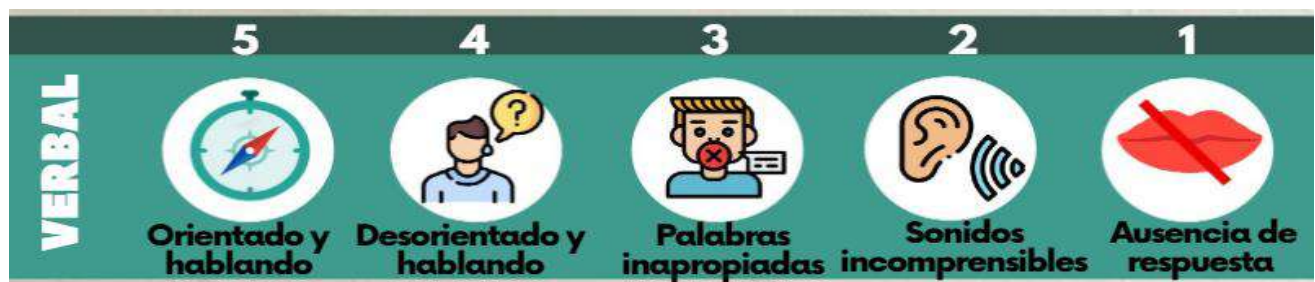 5 4 3 2 1
VERBAL
Orientado y
hablando
Desorientado y
hablando
Palabras
inapropiadas
Sonidos
incomprensibles
Ausencia de
respuesta
?